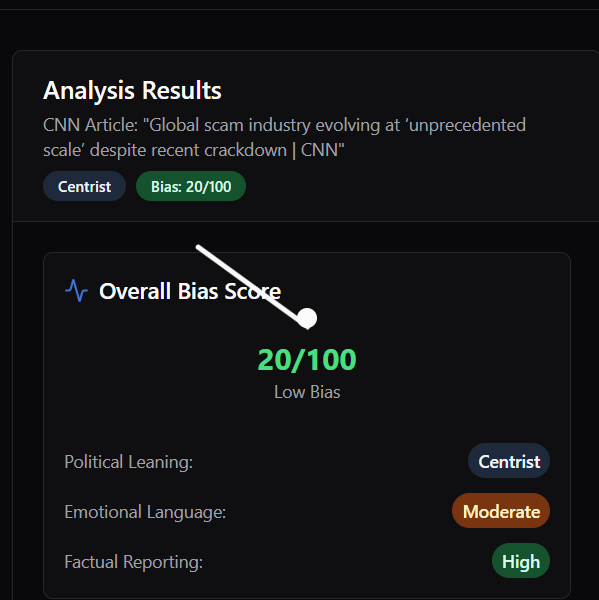 Analysis Results
CNN Article: "Global scam industry evolving at ‘unprecedented
scale’ despite recent crackdown | CNN"
Centrist
Bias: 20/100
Overall Bias Score
20/100
Low Bias
Political Leaning:
Centrist
Emotional Language:
Moderate
Factual Reporting:
High